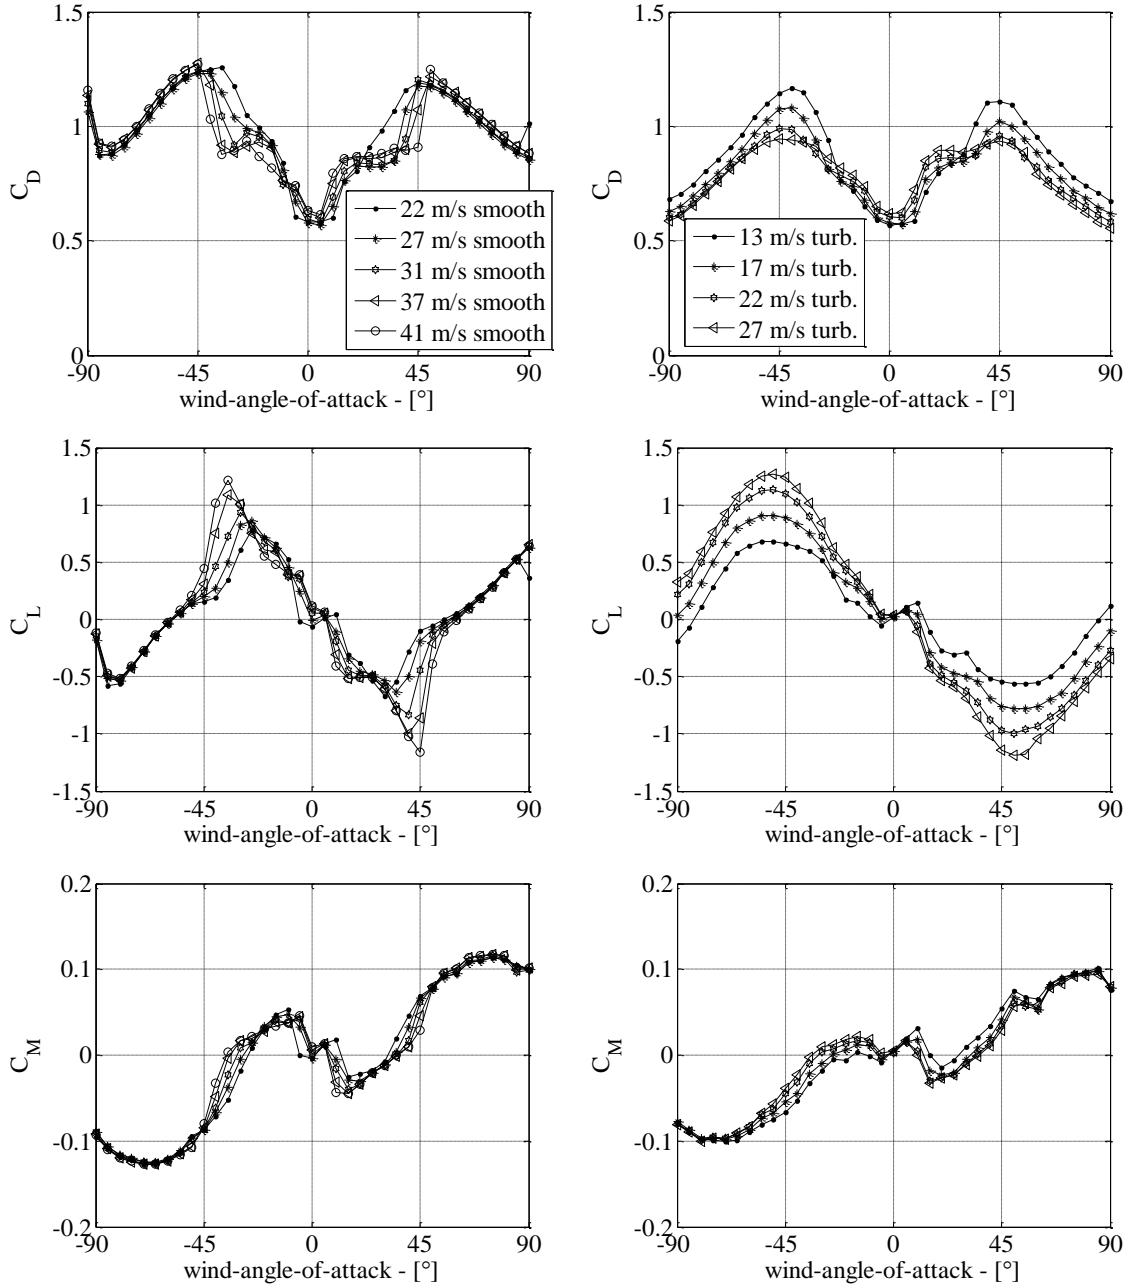 1.5
1
0.5
0
C_D
-90 -45 0 45 90
wind-angle-of-attack - [°]
22 m/s smooth
27 m/s smooth
31 m/s smooth
37 m/s smooth
41 m/s smooth
1.5
1
0.5
0
C_D
-90 -45 0 45 90
wind-angle-of-attack - [°]
13 m/s turb.
17 m/s turb.
22 m/s turb.
27 m/s turb.
1.5
1
0.5
0
-0.5
-1
-1.5
C_L
-90 -45 0 45 90
wind-angle-of-attack - [°]
1.5
1
0.5
0
-0.5
-1
-1.5
C_L
-90 -45 0 45 90
wind-angle-of-attack - [°]
0.2
0.1
0
-0.1
-0.2
C_M
-90 -45 0 45 90
wind-angle-of-attack - [°]
0.2
0.1
0
-0.1
-0.2
C_M
-90 -45 0 45 90
wind-angle-of-attack - [°]